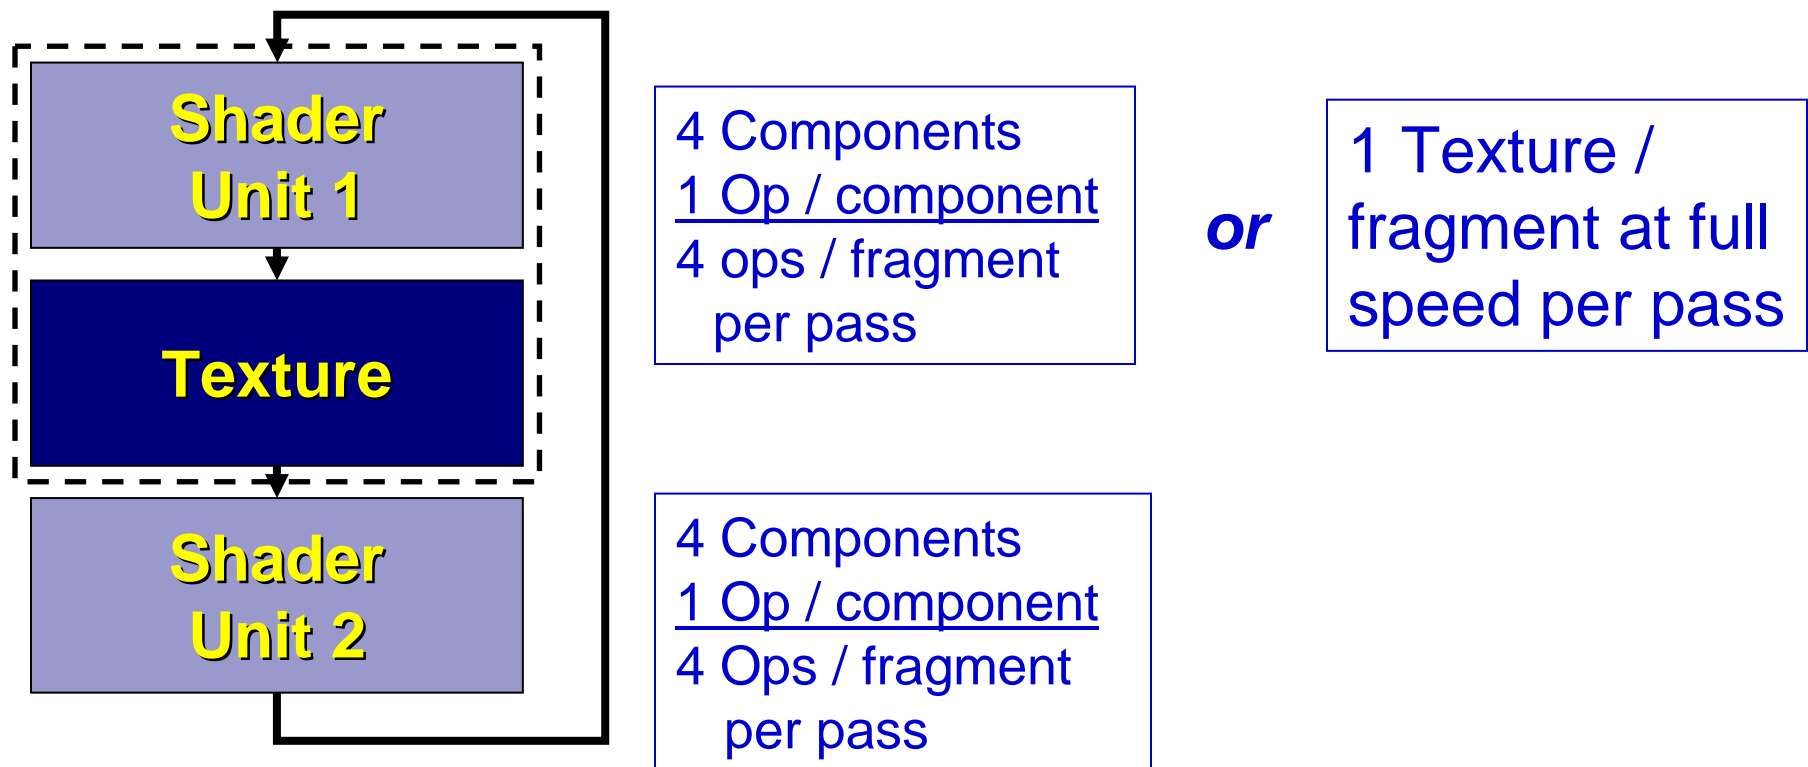 Shader
Unit 1
Texture
Shader
Unit 2
4 Components
1 Op / component
4 ops / fragment
per pass
or
1 Texture /
fragment at full
speed per pass
4 Components
1 Op / component
4 Ops / fragment
per pass